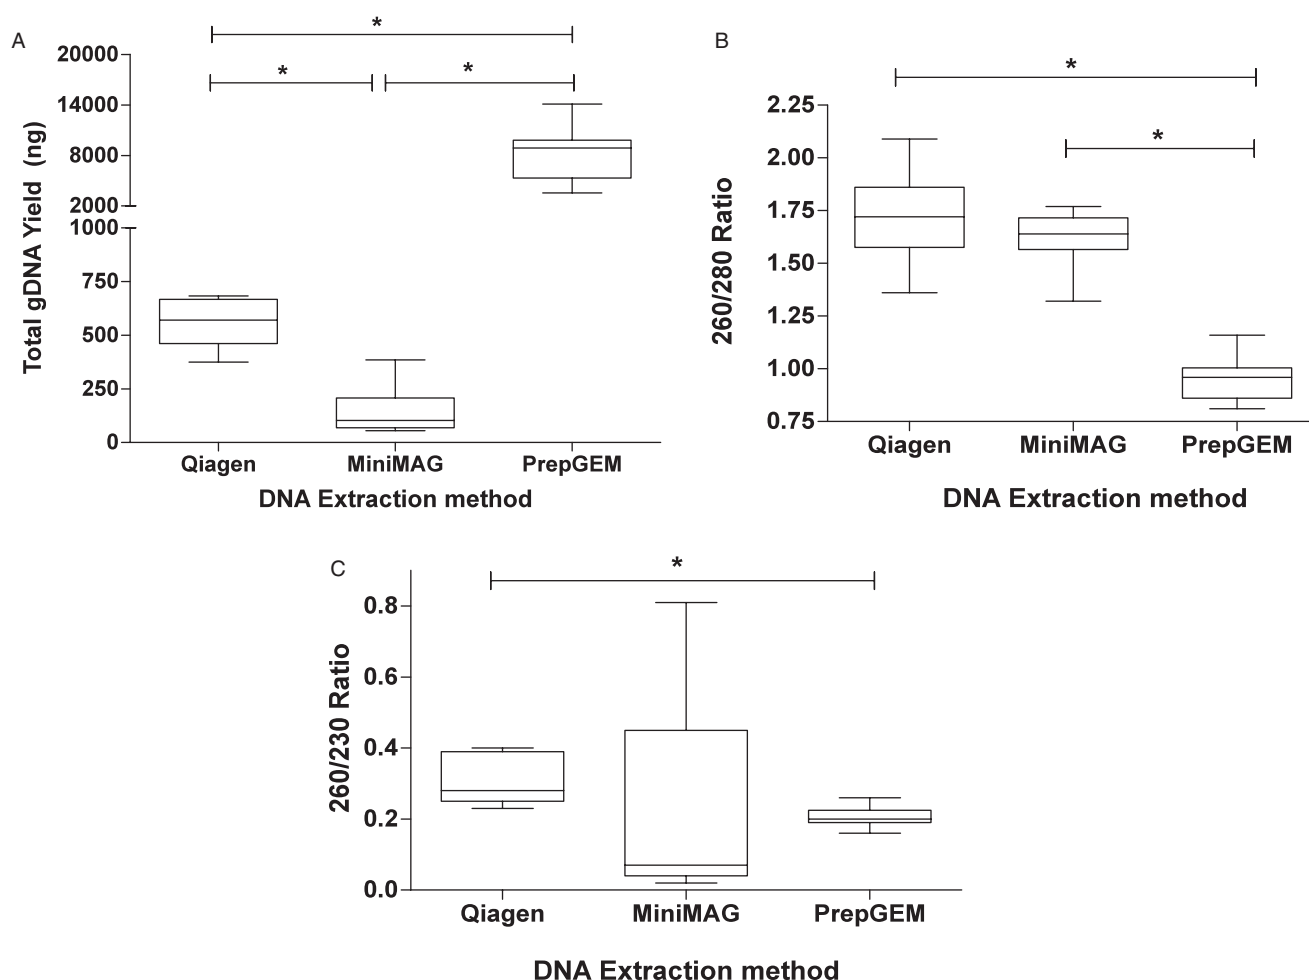 A
*
* *
20000
14000
8000
2000
1000
750
500
250
0
Total gDNA Yield (ng)
Qiagen MiniMAG PrepGEM
DNA Extraction method
B
*
*
2.25
2.00
1.75
1.50
1.25
1.00
0.75
260/280 Ratio
Qiagen MiniMAG PrepGEM
DNA Extraction method
C
*
0.8
0.6
0.4
0.2
0.0
260/230 Ratio
Qiagen MiniMAG PrepGEM
DNA Extraction method